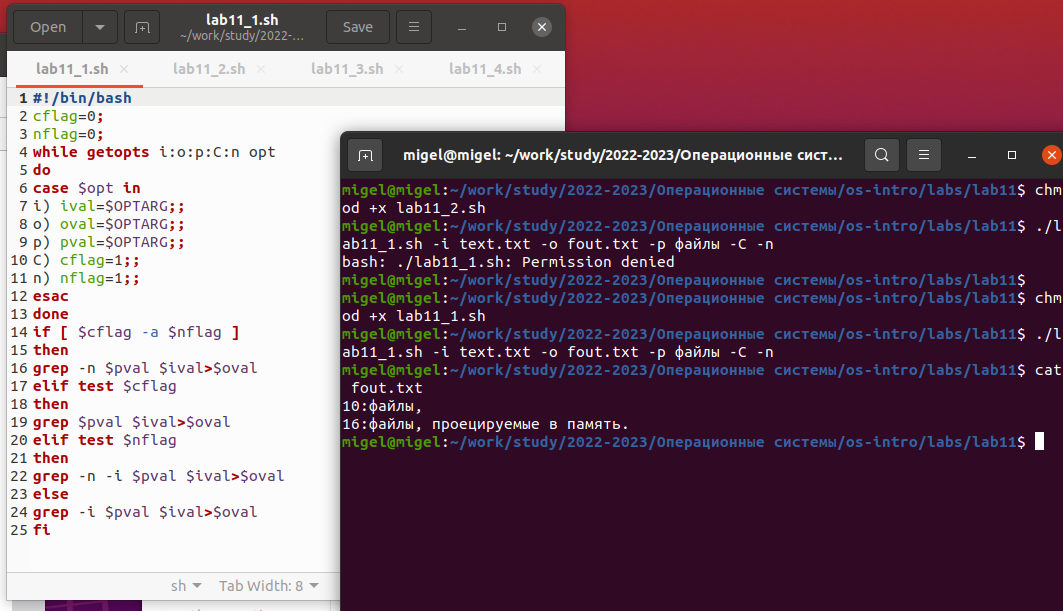 Open
lab11_1.sh
~/work/study/2022-...
Save
lab11_1.sh
lab11_2.sh
lab11_3.sh
lab11_4.sh
1 #!/bin/bash
2 cflag=0;
3 nflag=0;
4 while getopts i:o:p:C:n opt
5 do
6 case $opt in
7 i) ival=$OPTARG;;
8 o) oval=$OPTARG;;
9 p) pval=$OPTARG;;
10 C) cflag=1;;
11 n) nflag=1;;
12 esac
13 done
14 if [ $cflag -a $nflag ]
15 then
16 grep -n $pval $ival>$oval
17 elif test $cflag
18 then
19 grep $pval $ival>$oval
20 elif test $nflag
21 then
22 grep -n -i $pval $ival>$oval
23 else
24 grep -i $pval $ival>$oval
25 fi
sh
Tab Width: 8
migel@migel: ~/work/study/2022-2023/Операционные сист...
migel@migel:~/work/study/2022-2023/Операционные системы/os-intro/labs/lab11$ chm
od +x lab11_2.sh
migel@migel:~/work/study/2022-2023/Операционные системы/os-intro/labs/lab11$ ./l
ab11_1.sh -i text.txt -o fout.txt -p файлы -C -n
bash: ./lab11_1.sh: Permission denied
migel@migel:~/work/study/2022-2023/Операционные системы/os-intro/labs/lab11$
migel@migel:~/work/study/2022-2023/Операционные системы/os-intro/labs/lab11$ chm
od +x lab11_1.sh
migel@migel:~/work/study/2022-2023/Операционные системы/os-intro/labs/lab11$ ./l
ab11_1.sh -i text.txt -o fout.txt -p файлы -C -n
migel@migel:~/work/study/2022-2023/Операционные системы/os-intro/labs/lab11$ cat
 fout.txt
10:файлы,
16:файлы, проецируемые в память.
migel@migel:~/work/study/2022-2023/Операционные системы/os-intro/labs/lab11$